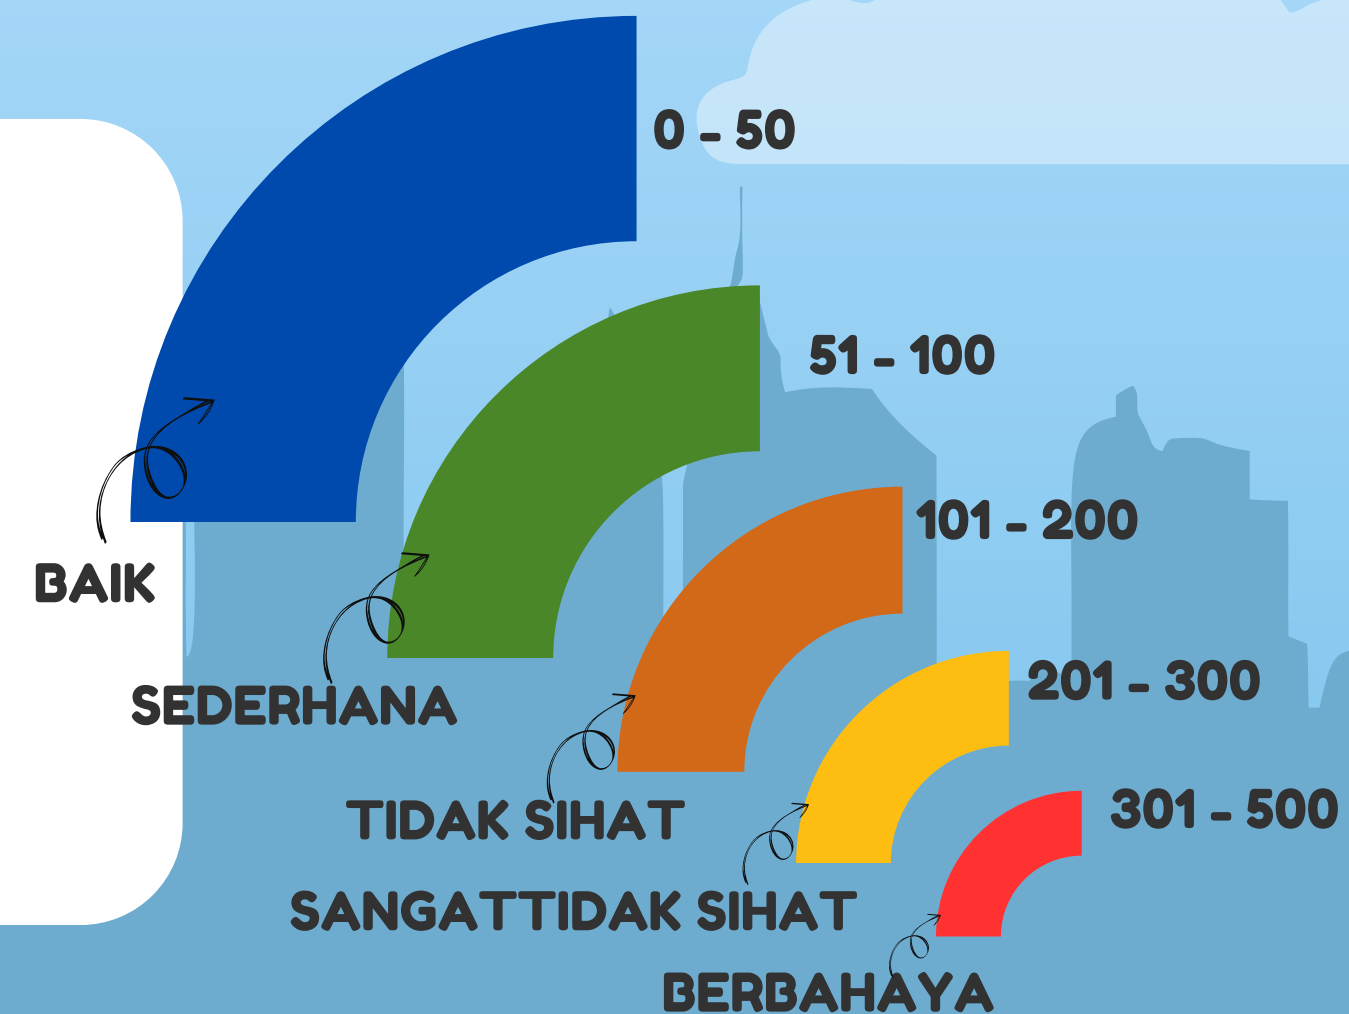 0 - 50
BAIK
51 - 100
SEDERHANA
101 - 200
TIDAK SIHAT
201 - 300
SANGATTIDAK SIHAT
301 - 500
BERBAHAYA